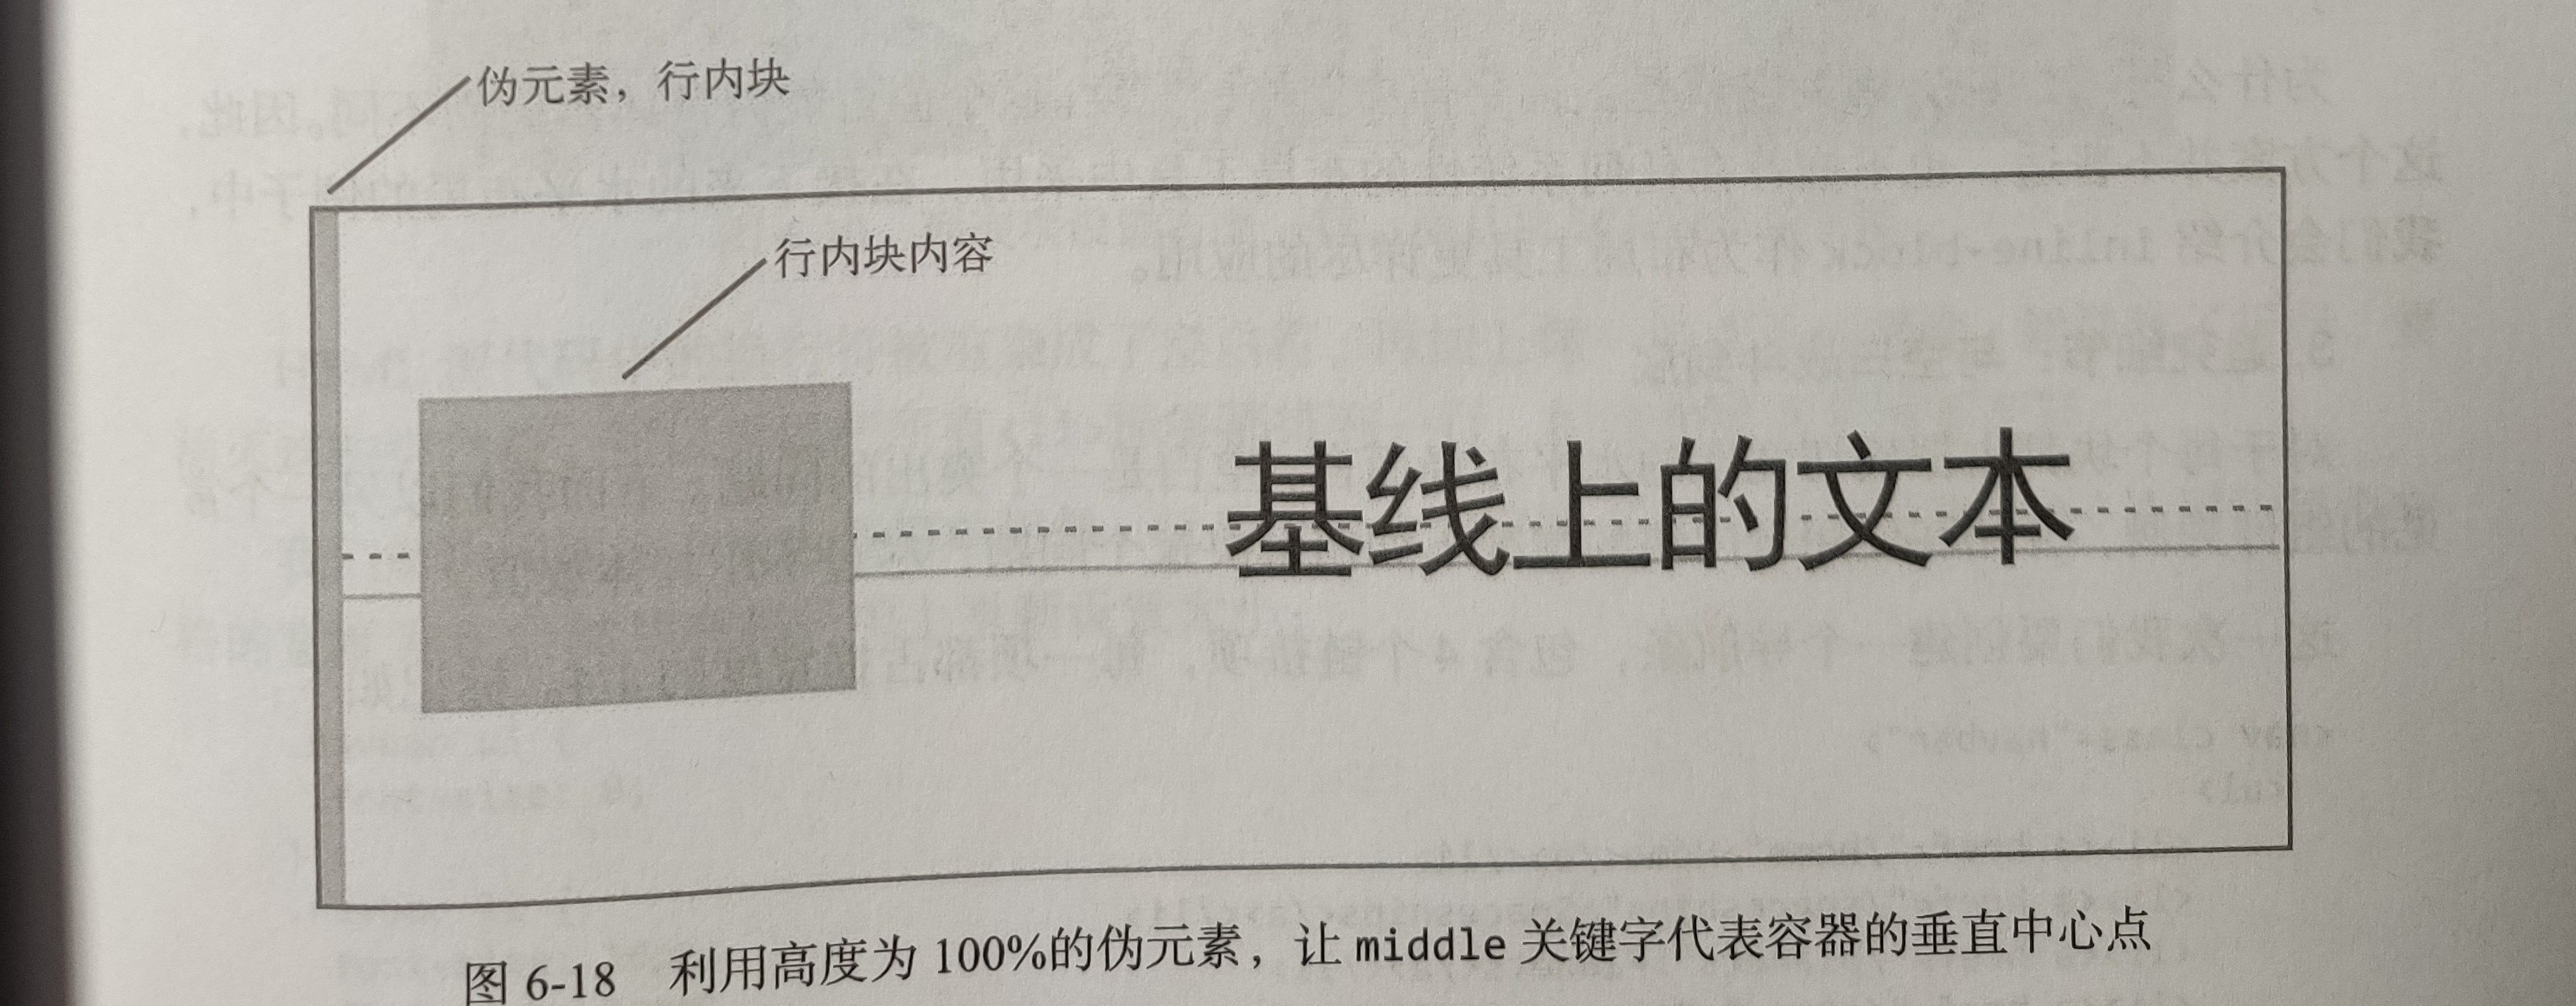 伪元素，行内块
行内块内容
基线上的文本
图 6-18 利用高度为 100%的伪元素，让 middle 关键字代表容器的垂直中心点